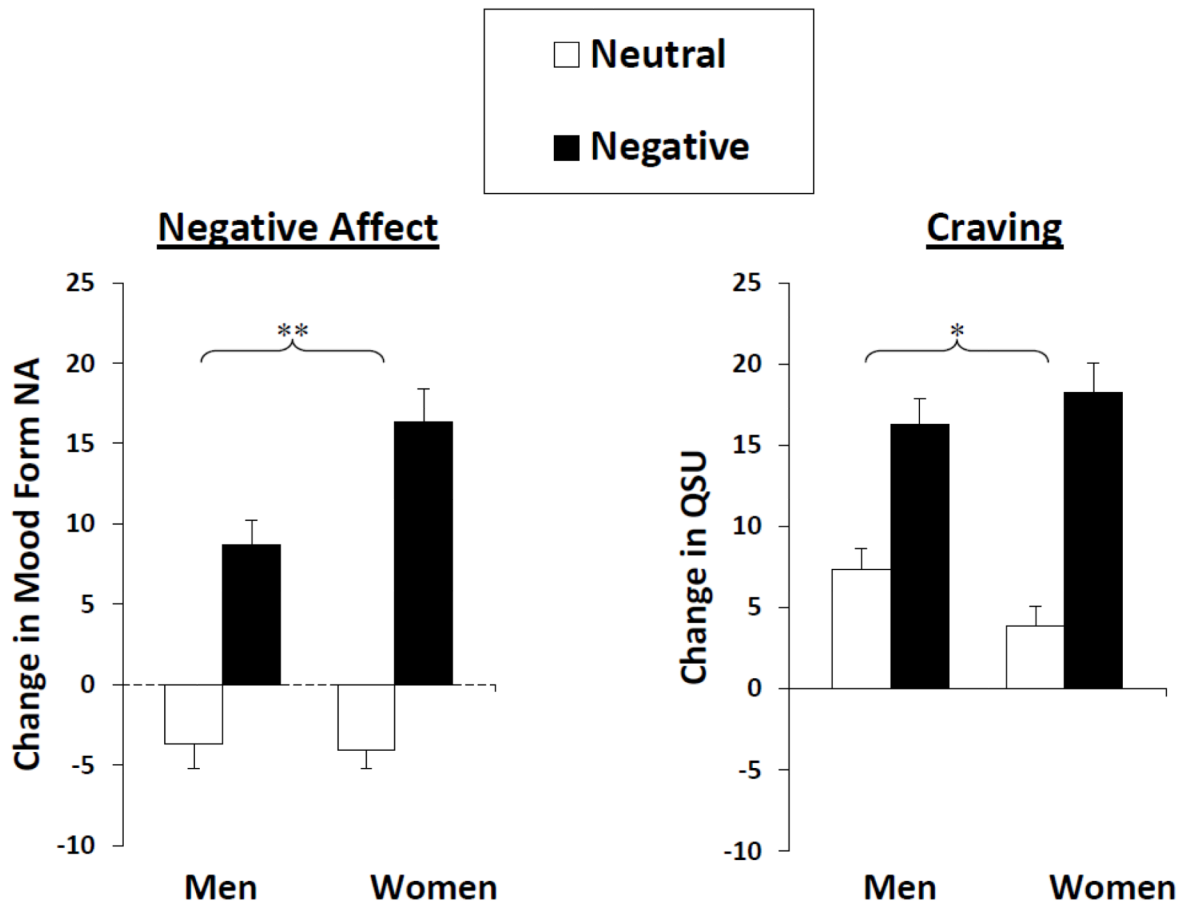 Neutral
Negative
Negative Affect
Change in Mood Form NA
25
20
15
10
5
0
-5
-10
**
Men
Women
Craving
Change in QSU
25
20
15
10
5
0
-5
-10
*
Men
Women